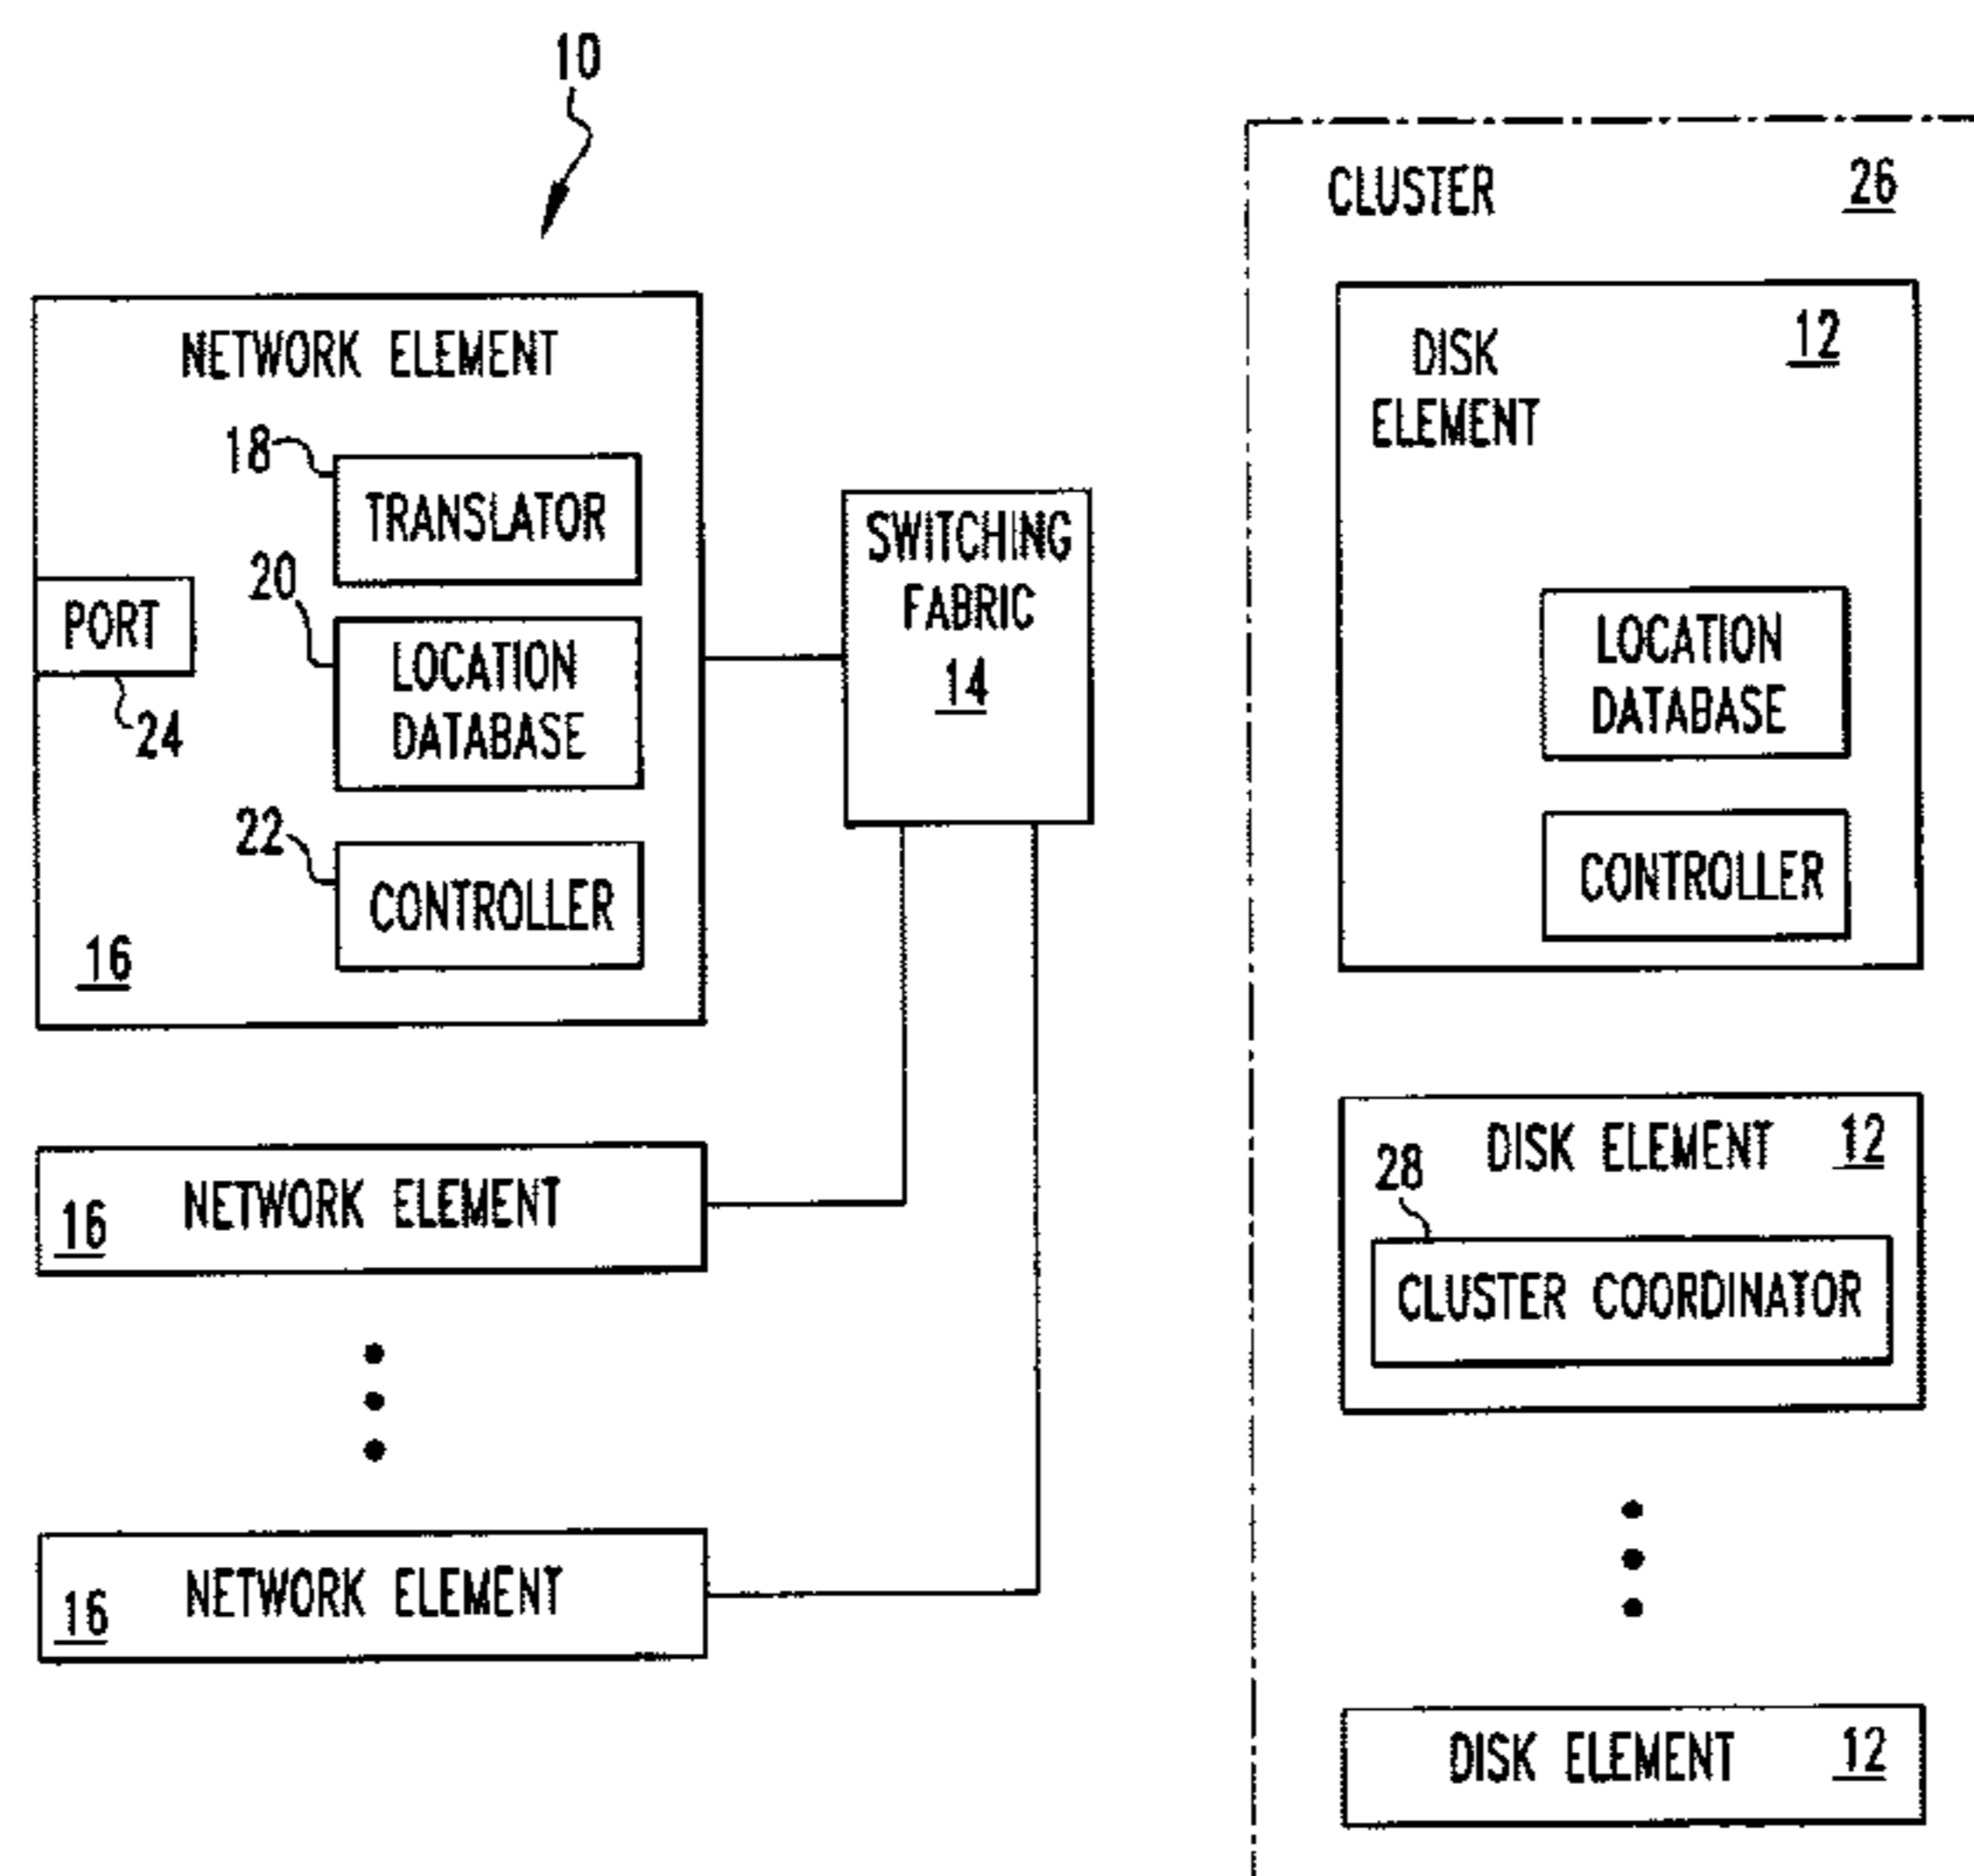 10
NETWORK ELEMENT
18
TRANSLATOR
20
LOCATION
DATABASE
PORT
24
22
CONTROLLER
16
SWITCHING
FABRIC
14
16
NETWORK ELEMENT
16
NETWORK ELEMENT
CLUSTER
26
DISK
ELEMENT
12
LOCATION
DATABASE
CONTROLLER
DISK ELEMENT
12
28
CLUSTER COORDINATOR
DISK ELEMENT
12